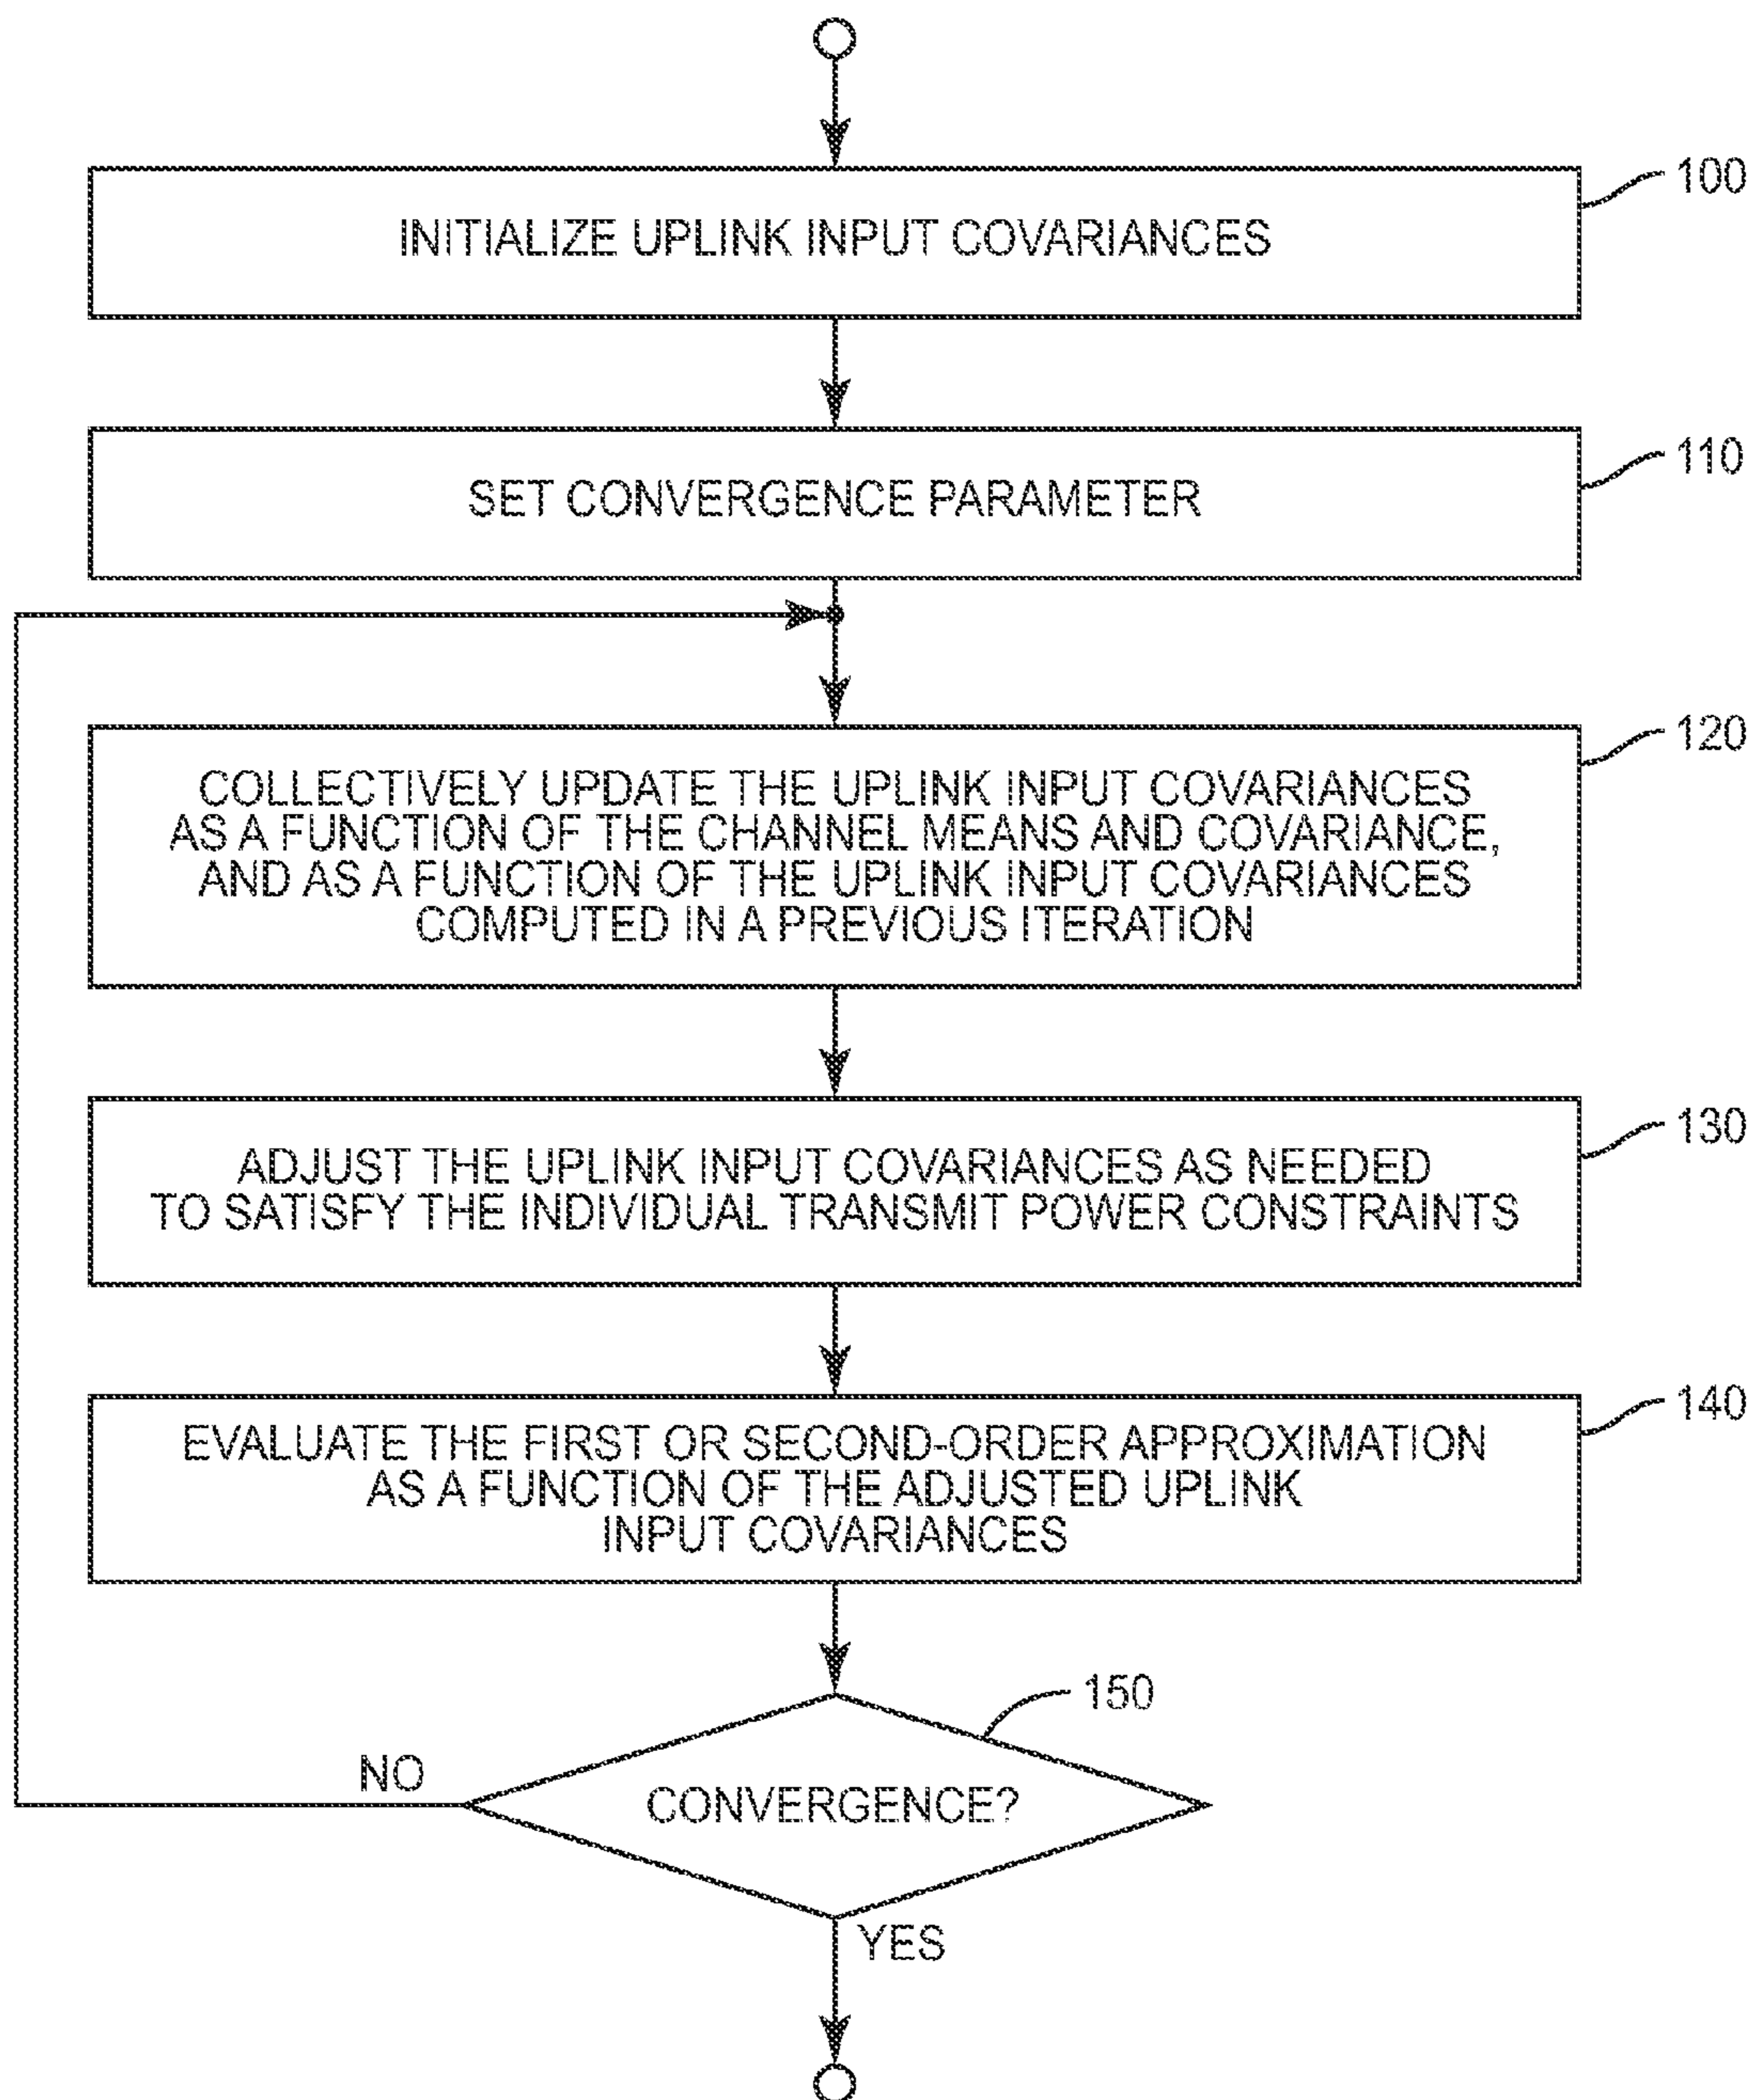 100
INITIALIZE UPLINK INPUT COVARIANCES
110
SET CONVERGENCE PARAMETER
120
COLLECTIVELY UPDATE THE UPLINK INPUT COVARIANCES
AS A FUNCTION OF THE CHANNEL MEANS AND COVARIANCE,
AND AS A FUNCTION OF THE UPLINK INPUT COVARIANCES
COMPUTED IN A PREVIOUS ITERATION
130
ADJUST THE UPLINK INPUT COVARIANCES AS NEEDED
TO SATISFY THE INDIVIDUAL TRANSMIT POWER CONSTRAINTS
140
EVALUATE THE FIRST OR SECOND-ORDER APPROXIMATION
AS A FUNCTION OF THE ADJUSTED UPLINK
INPUT COVARIANCES
150
NO
CONVERGENCE?
YES